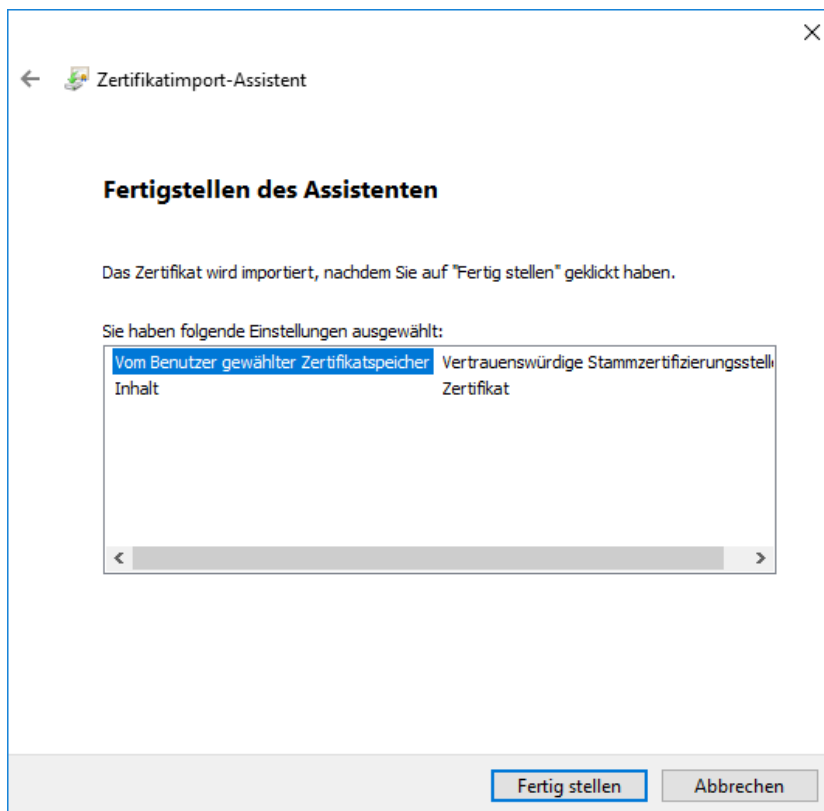 Zertifikatimport-Assistent
Fertigstellen des Assistenten
Das Zertifikat wird importiert, nachdem Sie auf "Fertig stellen" geklickt haben.
Sie haben folgende Einstellungen ausgewählt:
Vom Benutzer gewählter Zertifikatspeicher Vertrauenswürdige Stammzertifizierungsstell
Inhalt Zertifikat
Fertig stellen Abbrechen